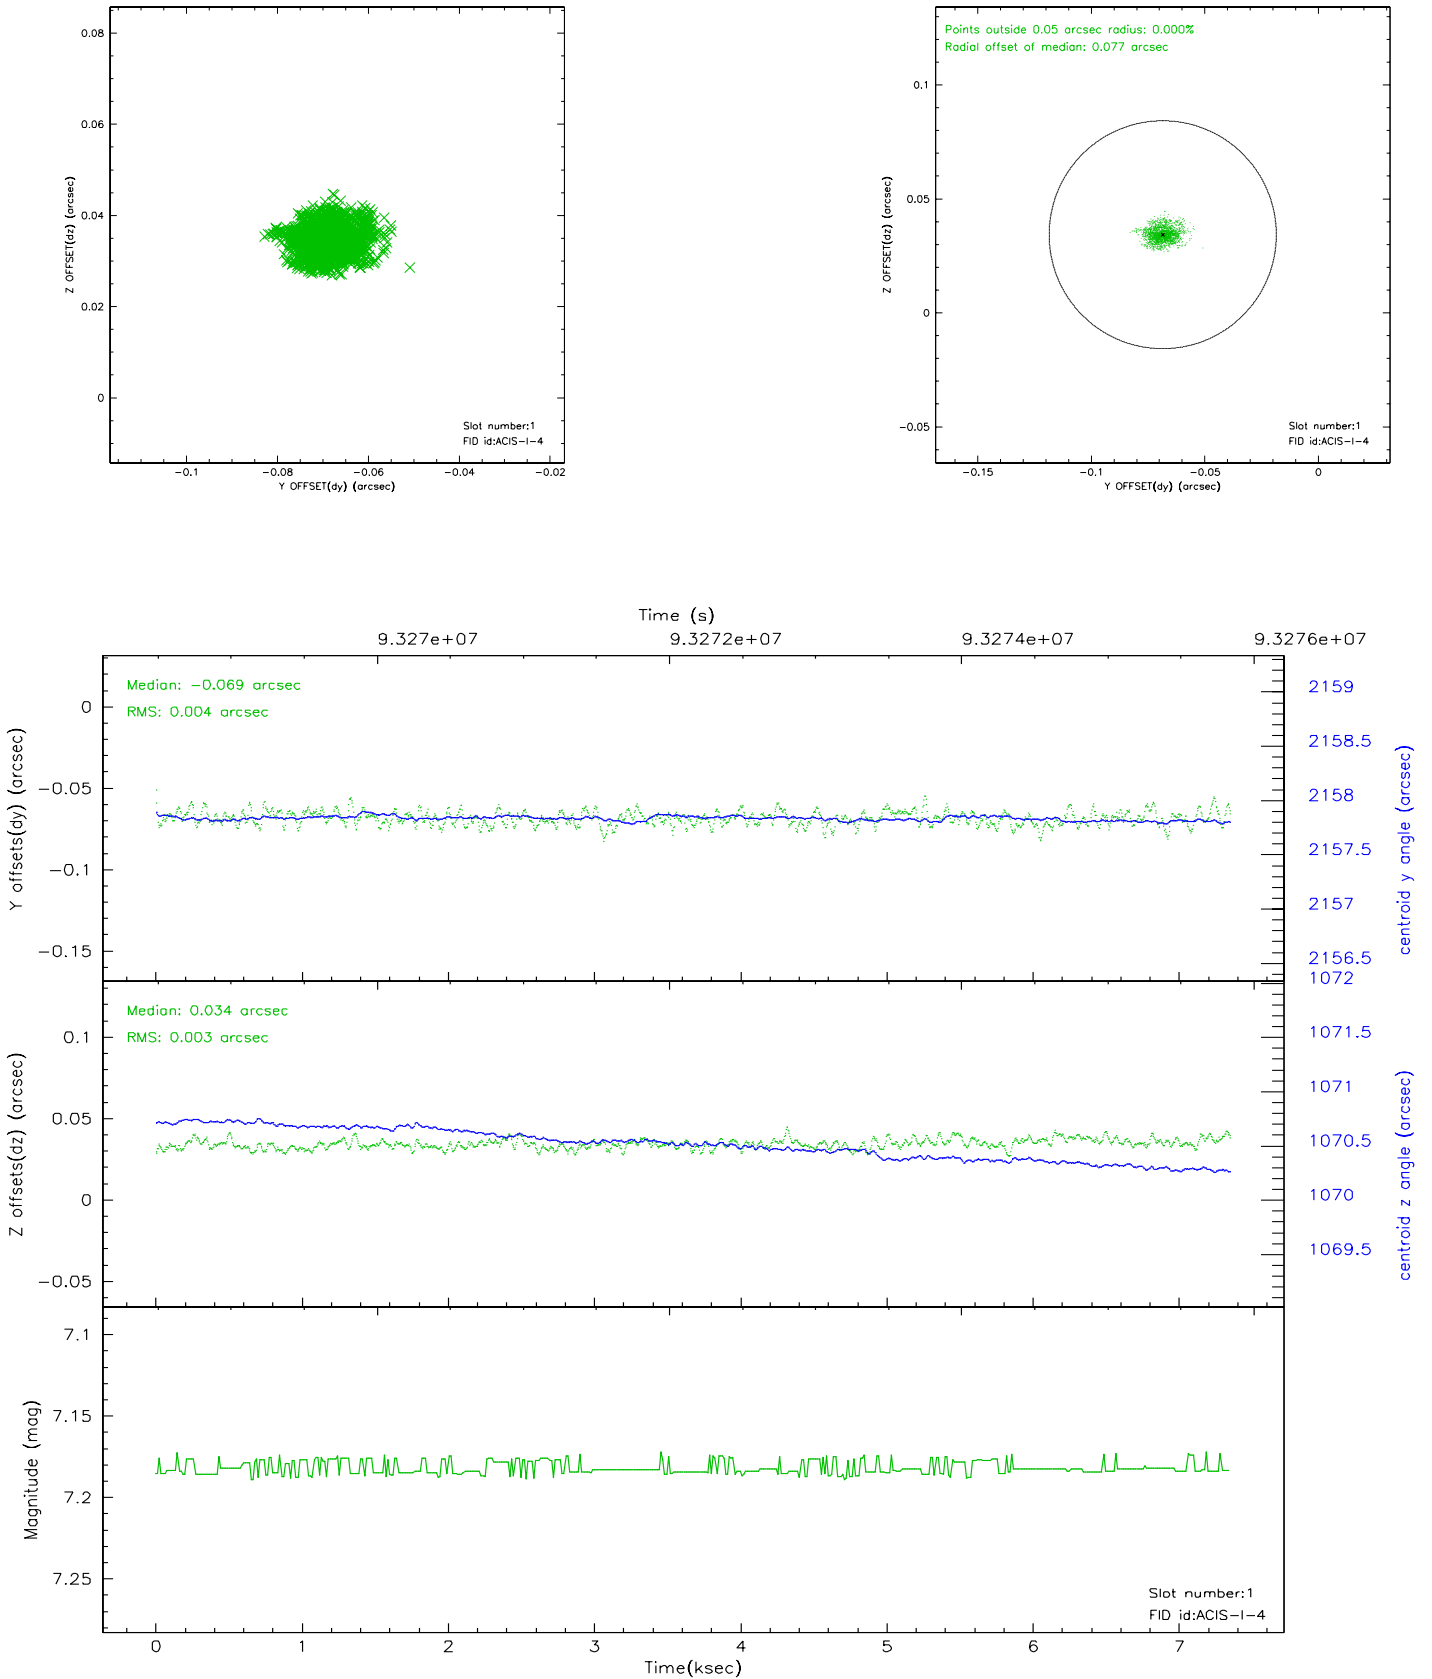 0.08
0.06
0.04
0.02
0
Z OFFSET(dz) (arcsec)
Slot number:1
FID id:ACIS-I-4
-0.1
-0.08
-0.06
-0.04
-0.02
Y OFFSET(dy) (arcsec)
Points outside 0.05 arcsec radius: 0.000%
Radial offset of median: 0.077 arcsec
0.1
0.05
0
-0.05
Z OFFSET(dz) (arcsec)
Slot number:1
FID id:ACIS-I-4
-0.15
-0.1
-0.05
0
Y OFFSET(dy) (arcsec)
Time (s)
9.327e+07
9.3272e+07
9.3274e+07
9.3276e+07
Median: -0.069 arcsec
RMS: 0.004 arcsec
0
-0.05
-0.1
-0.15
Y offsets(dy) (arcsec)
2159
2158.5
2158
2157.5
2157
2156.5
centroid y angle (arcsec)
Median: 0.034 arcsec
RMS: 0.003 arcsec
0.1
0.05
0
-0.05
Z offsets(dz) (arcsec)
1072
1071.5
1071
1070.5
1070
1069.5
centroid z angle (arcsec)
7.1
7.15
7.2
7.25
Magnitude (mag)
Slot number:1
FID id:ACIS-I-4
0
1
2
3
4
5
6
7
Time(ksec)